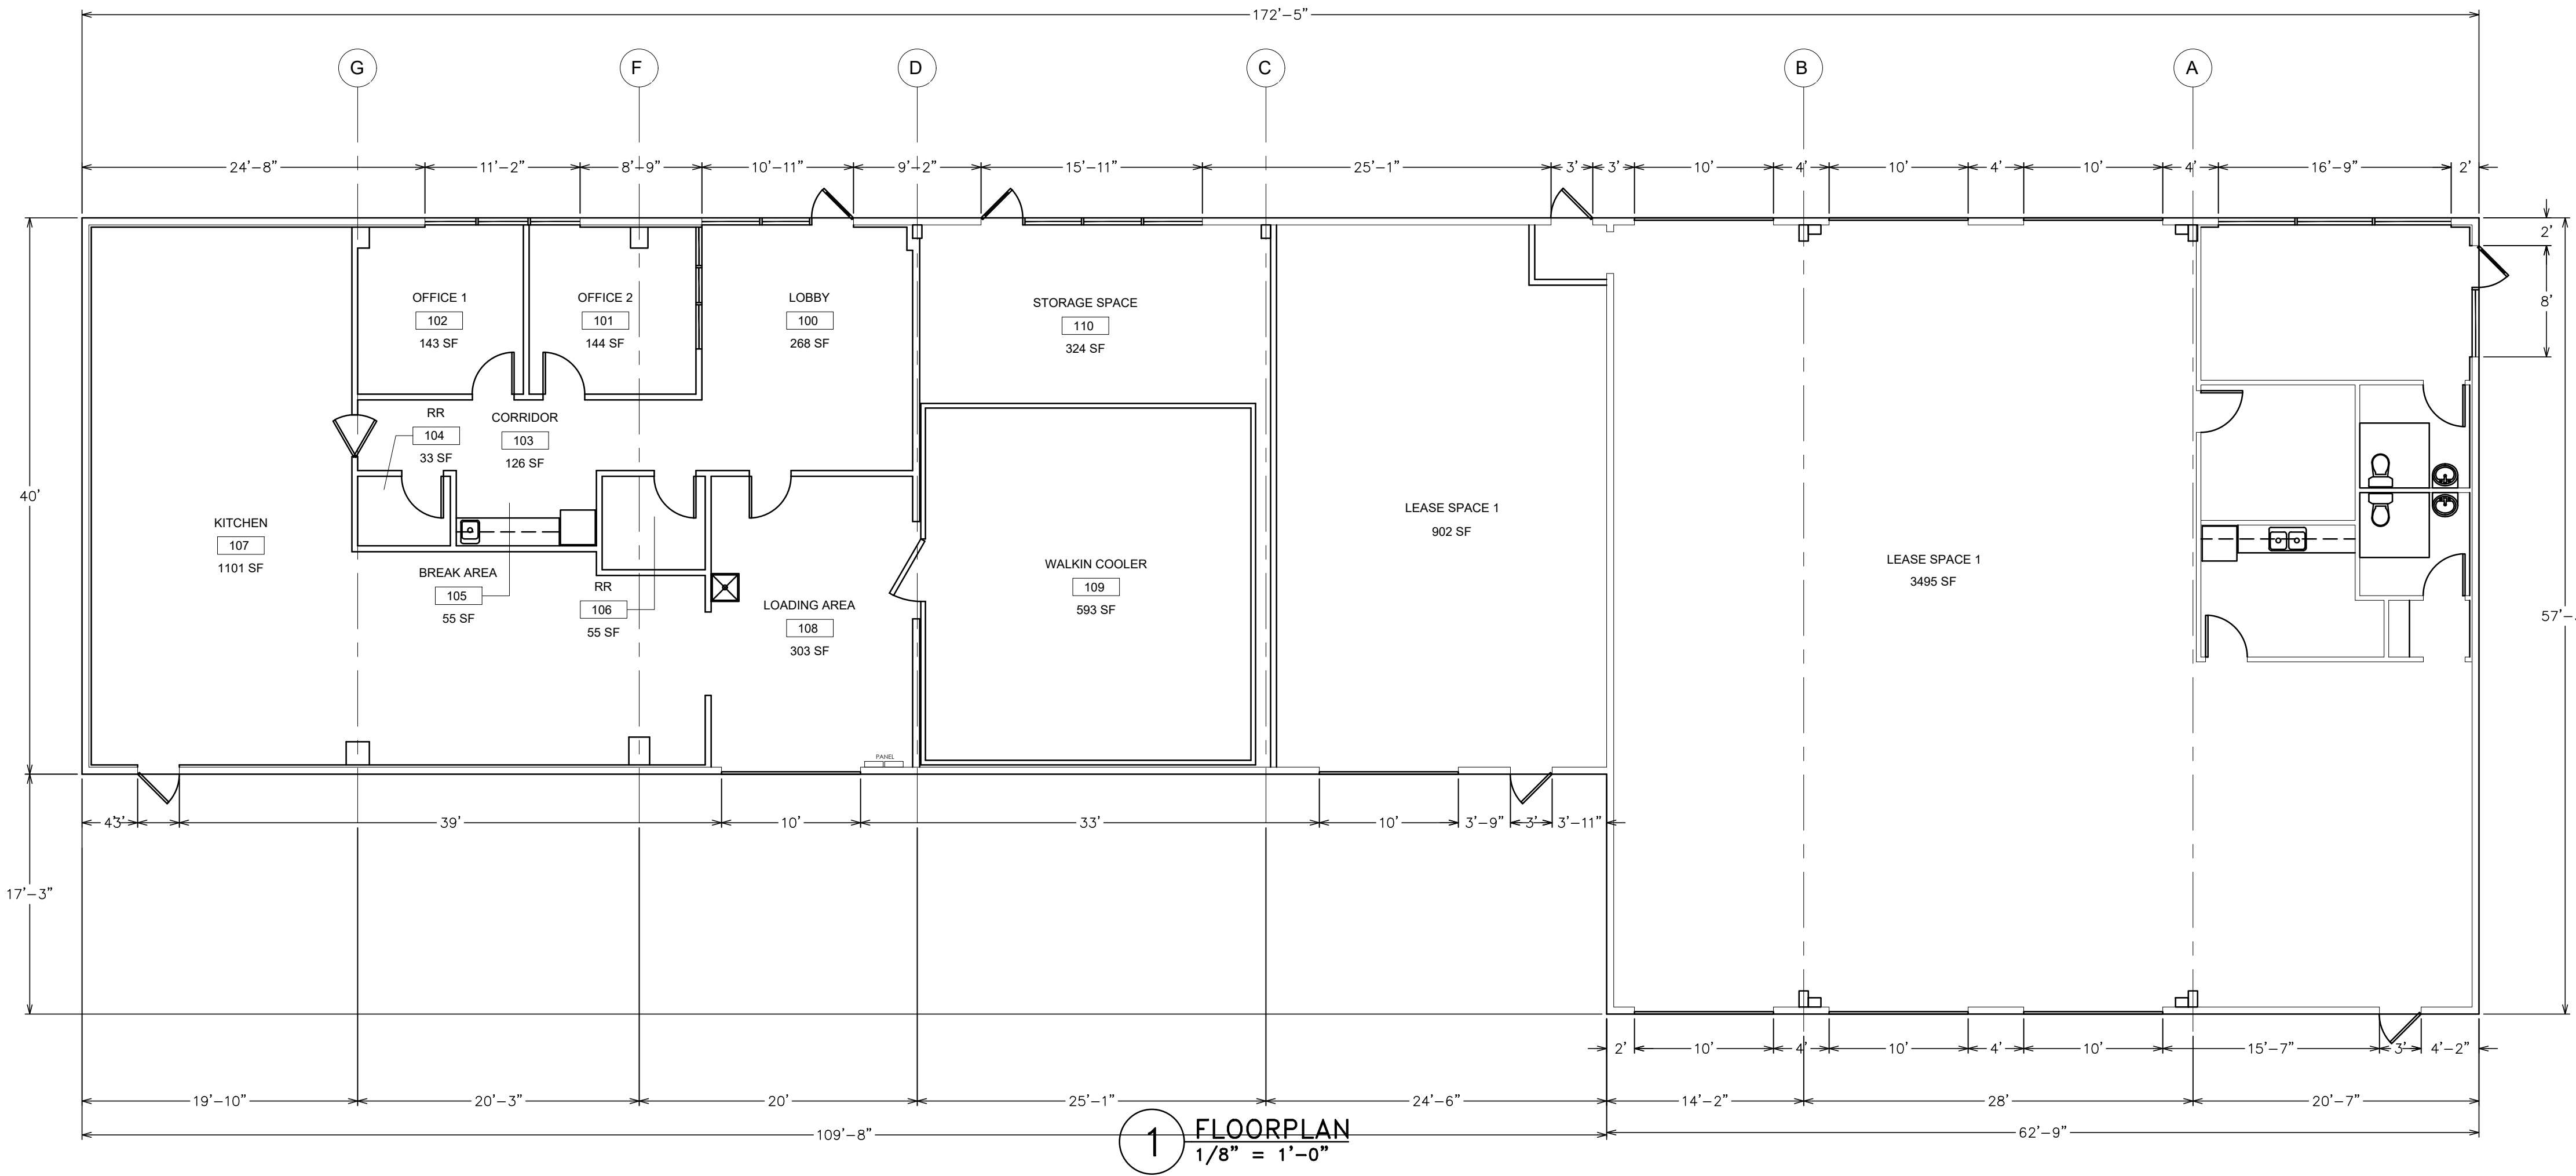 172'-5"
G
F
D
C
B
A
24'-8"
11'-2"
8'-9"
10'-11"
9'-2"
15'-11"
25'-1"
3'
3'
10'
4'
10'
4'
10'
4'
16'-9"
2'
2'
8'
40'
17'-3"
OFFICE 1
102
143 SF
OFFICE 2
101
144 SF
LOBBY
100
268 SF
STORAGE SPACE
110
324 SF
RR
104
33 SF
CORRIDOR
103
126 SF
KITCHEN
107
1101 SF
BREAK AREA
105
55 SF
RR
106
55 SF
LOADING AREA
108
303 SF
WALKIN COOLER
109
593 SF
LEASE SPACE 1
902 SF
LEASE SPACE 1
3495 SF
PANEL
4'
3'
39'
10'
33'
10'
3'-9"
3'
3'-11"
2'
10'
4'
10'
4'
10'
15'-7"
3'
4'-2"
19'-10"
20'-3"
20'
25'-1"
24'-6"
14'-2"
28'
20'-7"
109'-8"
62'-9"
1
FLOORPLAN
1/8" = 1'-0"